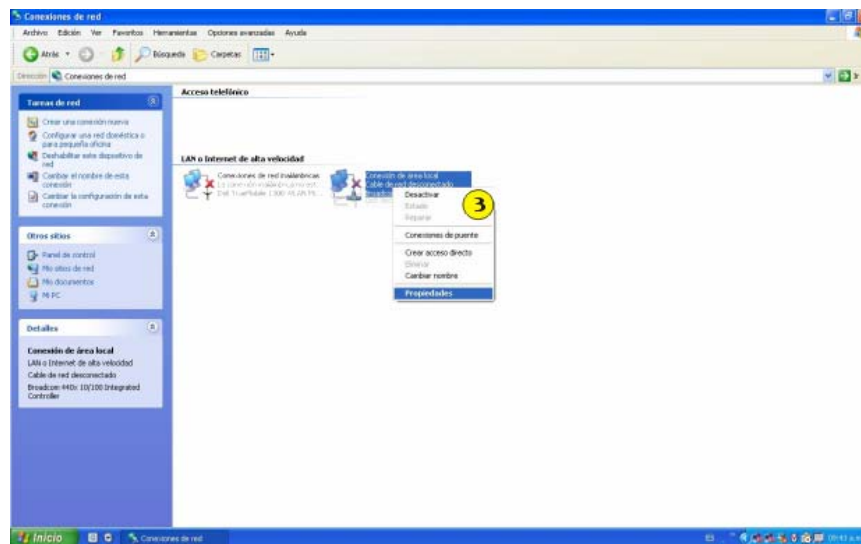 Conexiones de red
Archivo Edición Ver Favoritos Herramientas Opciones avanzadas Ayuda
Atrás Búsqueda Carpetas
Dirección Conexiones de red Ir
Acceso telefónico
Tareas de red
Crear una conexión nueva
Configurar una red doméstica o
para pequeña oficina
Deshabilitar este dispositivo de
red
Cambiar el nombre de esta
conexión
Cambiar la configuración de esta
conexión
LAN o Internet de alta velocidad
Conexiones de red inalámbricas
Conexión de área local
Cable de red desconectado
Desactivar
Estado
Reparar
3
Conexiones de puente
Crear acceso directo
Eliminar
Cambiar nombre
Propiedades
Otros sitios
Panel de control
Mis sitios de red
Mis documentos
Mi PC
Detalles
Conexión de área local
LAN o Internet de alta velocidad
Cable de red desconectado
Broadcom 440x 10/100 Integrated
Controller
Inicio
Conexiones de red